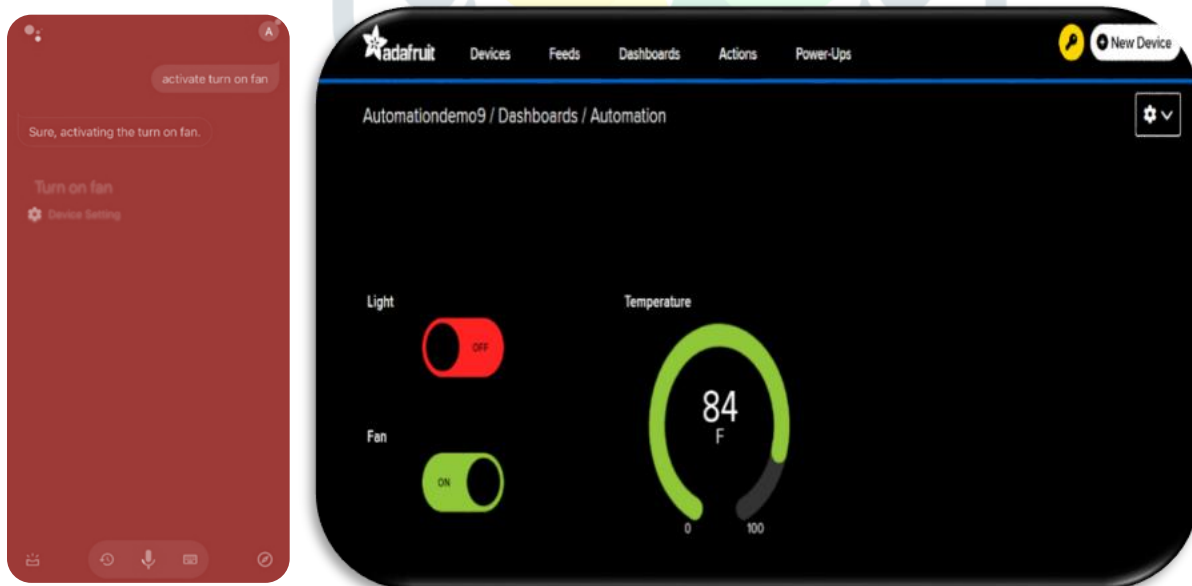 A
activate turn on fan
Sure, activating the turn on fan.
Turn on fan
Device Setting
adafruit Devices Feeds Dashboards Actions Power-Ups New Device
Automationdemo9 / Dashboards / Automation
Light
OFF
Temperature
84
F
0 100
Fan
ON